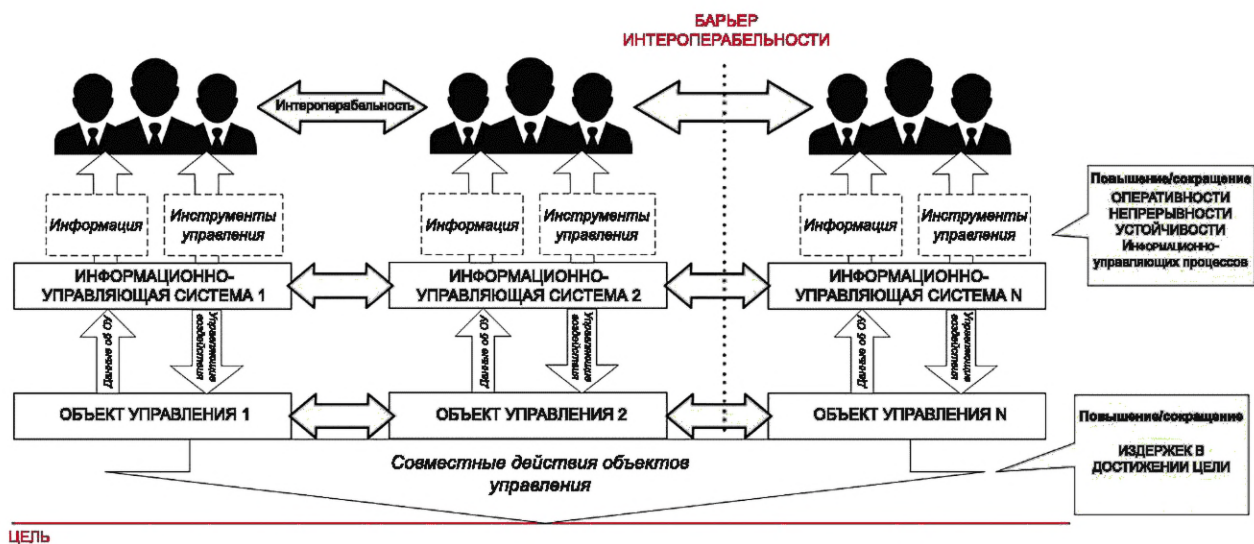 БАРЬЕР
ИНТЕРОПЕРАБЕЛЬНОСТИ
Интероперабельность
Информация
Инструменты
управления
Информация
Инструменты
управления
Информация
Инструменты
управления
Повышение/сокращение
ОПЕРАТИВНОСТИ
НЕПРЕРЫВНОСТИ
УСТОЙЧИВОСТИ
Информационно-
управляющих процессов
ИНФОРМАЦИОННО-
УПРАВЛЯЮЩАЯ СИСТЕМА 1
ИНФОРМАЦИОННО-
УПРАВЛЯЮЩАЯ СИСТЕМА 2
ИНФОРМАЦИОННО-
УПРАВЛЯЮЩАЯ СИСТЕМА N
Данные об ОУ
Управляющие
воздействия
Данные об ОУ
Управляющие
воздействия
Данные об ОУ
Управляющие
воздействия
ОБЪЕКТ УПРАВЛЕНИЯ 1
ОБЪЕКТ УПРАВЛЕНИЯ 2
ОБЪЕКТ УПРАВЛЕНИЯ N
Повышение/сокращение
ИЗДЕРЖЕК В
ДОСТИЖЕНИИ ЦЕЛИ
Совместные действия объектов
управления
ЦЕЛЬ